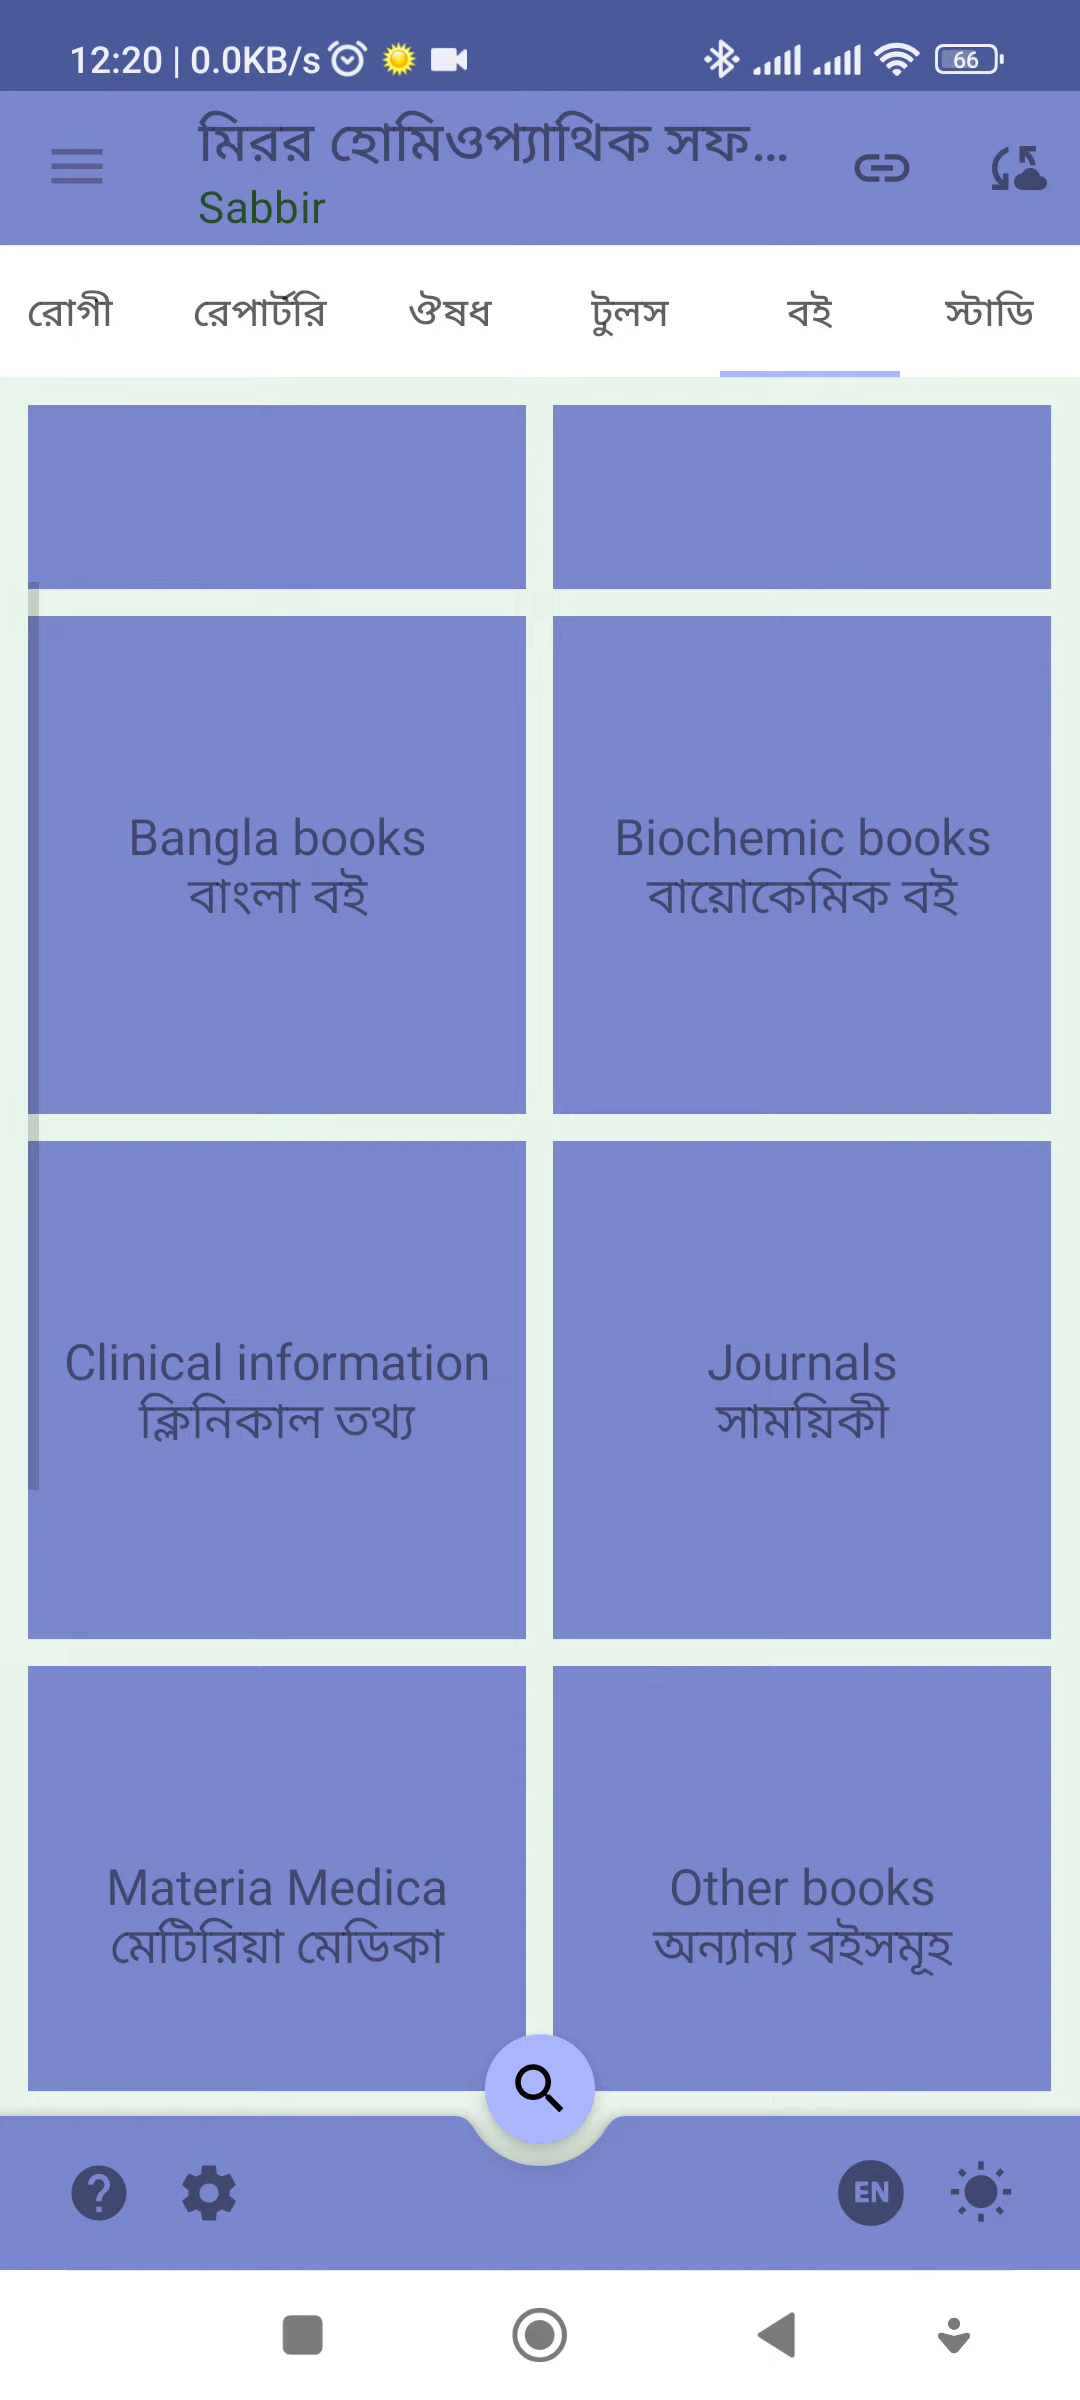 12:20 | 0.0KB/s
66
মিরর হোমিওপ্যাথিক সফ...
Sabbir
রোগী রেপার্টরি ঔষধ টুলস বই স্টাডি
Bangla books
বাংলা বই
Biochemic books
বায়োকেমিক বই
Clinical information
ক্লিনিকাল তথ্য
Journals
সাময়িকী
Materia Medica
মেটিরিয়া মেডিকা
Other books
অন্যান্য বইসমূহ
EN